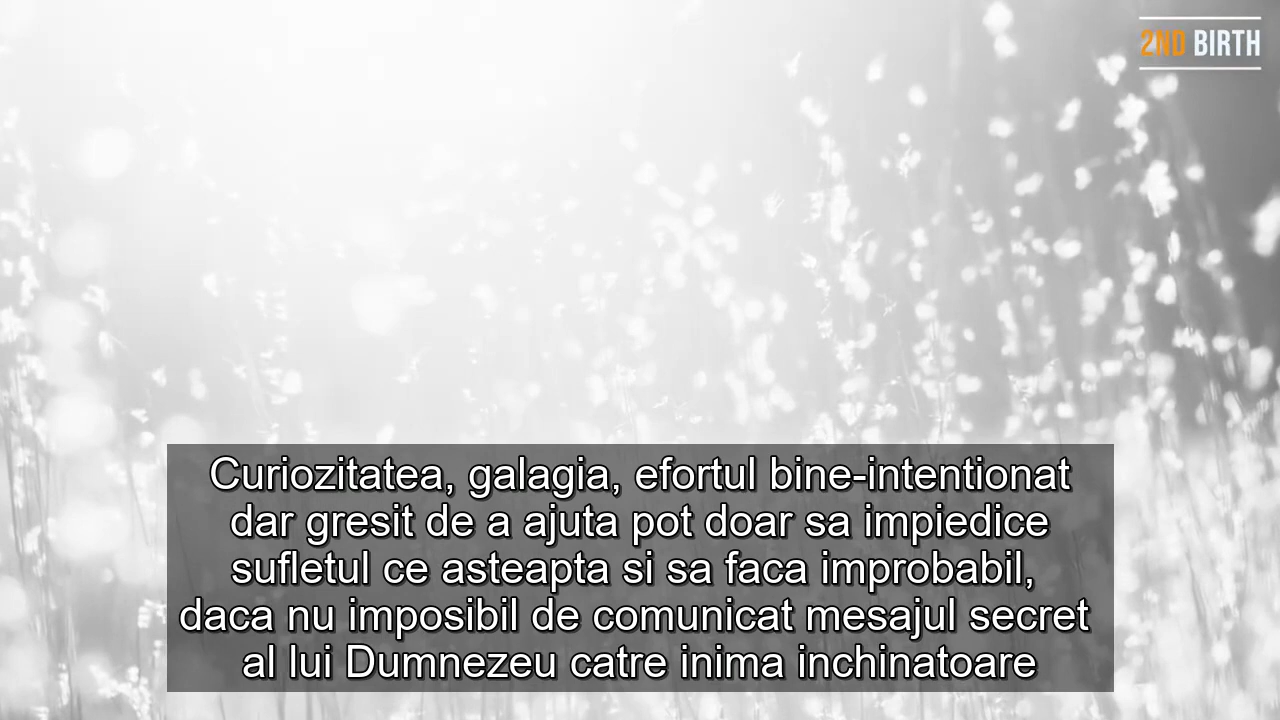 2ND BIRTH
Curiozitatea, galagia, efortul bine-intentionat
dar gresit de a ajuta pot doar sa impiedice
sufletul ce asteapta si sa faca improbabil,
daca nu imposibil de comunicat mesajul secret
al lui Dumnezeu catre inima inchinatoare